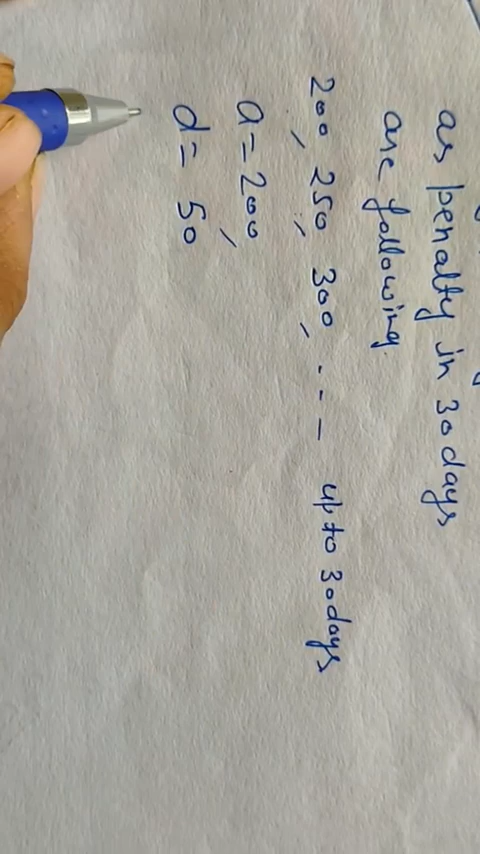 as penalty in 30 days
are following.
200, 250, 300, - - - up to 30 days
a = 200,
d = 50